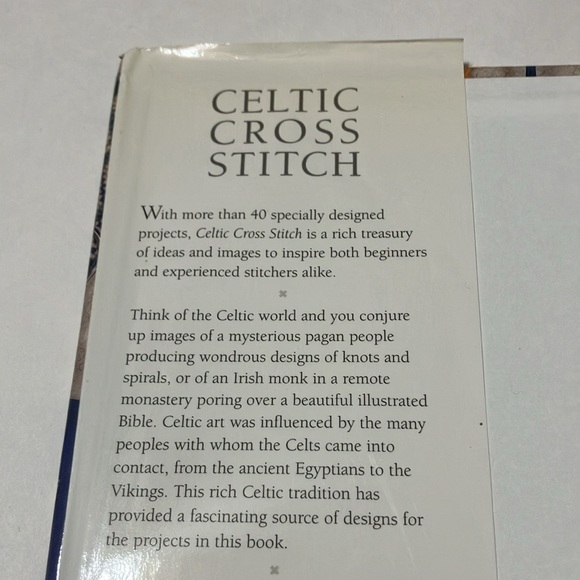 CELTIC
CROSS
STITCH
With more than 40 specially designed
projects, Celtic Cross Stitch is a rich treasury
of ideas and images to inspire both beginners
and experienced stitchers alike.
Think of the Celtic world and you conjure
up images of a mysterious pagan people
producing wondrous designs of knots and
spirals, or of an Irish monk in a remote
monastery poring over a beautiful illustrated
Bible. Celtic art was influenced by the many
peoples with whom the Celts came into
contact, from the ancient Egyptians to the
Vikings. This rich Celtic tradition has
provided a fascinating source of designs for
the projects in this book.